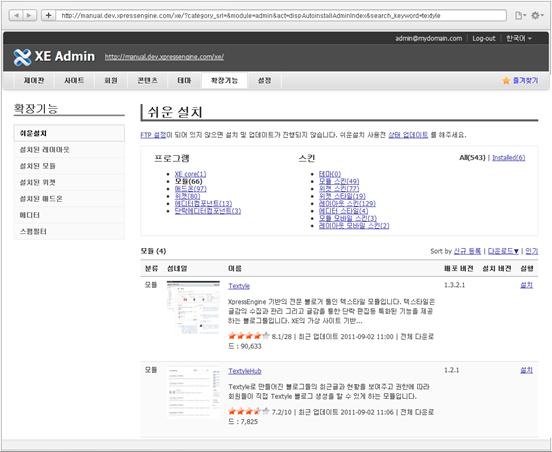 http://manual.dev.xpressengine.com/xe/?category_srl=&module=admin&act=dispAutoinstallAdminIndex&search_keyword=textyle
admin@mydomain.com | Log-out | 한국어
XE Admin http://manual.dev.xpressengine.com/xe/
제어판 사이트 회원 콘텐츠 테마 확장기능 설정 즐겨찾기
확장기능
쉬운설치
설치된 레이아웃
설치된 모듈
설치된 위젯
설치된 애드온
에디터
스팸필터
쉬운 설치
FTP 설정이 되어 있지 않으면 설치 및 업데이트가 진행되지 않습니다. 쉬운설치 사용전 상태 업데이트 를 해주세요.
프로그램
XE core(1)
모듈(66)
애드온(97)
위젯(80)
에디터컴포넌트(13)
단락에디터컴포넌트(3)
스킨
테마(0)
모듈 스킨(49)
위젯 스킨(77)
위젯 스타일(19)
레이아웃 스킨(129)
에디터 스타일(4)
모듈 모바일 스킨(3)
레이아웃 모바일 스킨(2)
All(543) | Installed(6)
모듈 (4)
Sort by 신규 등록 | 다운로드▼ | 인기
분류 섬네일 이름 배포 버전 설치 버전 실행
모듈 Textyle 1.3.2.1 설치
XpressEngine 기반의 전문 블로거 툴인 텍스타일 모듈입니다. 텍스타일은
글감의 수집과 관리 그리고 글감을 통한 단락 편집등 특화된 기능을 제공
하는 블로그툴입니다. XE의 가상 사이트 기반...
8.1/28 | 최근 업데이트 2011-09-02 11:00 | 전체 다운로
드 : 90,633
모듈 TextyleHub 1.2.1 설치
Textyle로 만들어진 블로그들의 최근글과 현황을 보여주고 권한에 따라
회원들이 직접 Textyle 블로그 생성을 할 수 있게 하는 모듈입니다.
7.2/10 | 최근 업데이트 2011-09-02 11:06 | 전체 다운로
드 : 7,825